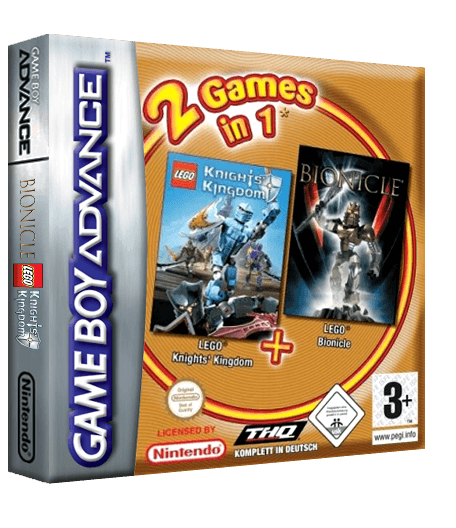 GAME BOY
ADVANCE
BIONICLE
LEGO
KNIGHTS'
KINGDOM
Nintendo®
GAME BOY ADVANCE™
2 Games
in 1*
LEGO
KNIGHTS'
KINGDOM
BIONICLE
LEGO®
Knights' Kingdom
+
LEGO®
Bionicle
Original
Nintendo
Seal of
Quality
LICENSED BY
Nintendo
THQ
KOMPLETT IN DEUTSCH
3+
™
www.pegi.info